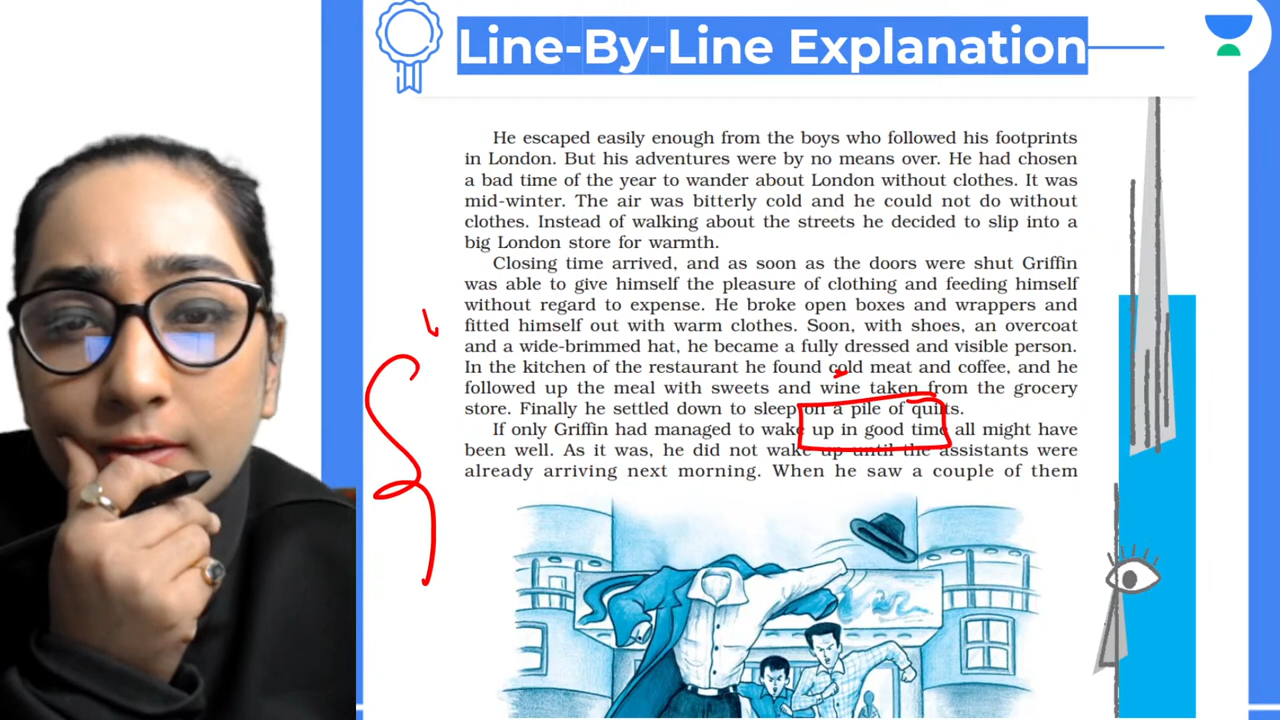 Line-By-Line Explanation
He escaped easily enough from the boys who followed his footprints
in London. But his adventures were by no means over. He had chosen
a bad time of the year to wander about London without clothes. It was
mid-winter. The air was bitterly cold and he could not do without
clothes. Instead of walking about the streets he decided to slip into a
big London store for warmth.
Closing time arrived, and as soon as the doors were shut Griffin
was able to give himself the pleasure of clothing and feeding himself
without regard to expense. He broke open boxes and wrappers and
fitted himself out with warm clothes. Soon, with shoes, an overcoat
and a wide-brimmed hat, he became a fully dressed and visible person.
In the kitchen of the restaurant he found cold meat and coffee, and he
followed up the meal with sweets and wine taken from the grocery
store. Finally he settled down to sleep on a pile of quilts.
If only Griffin had managed to wake up in good time all might have
been well. As it was, he did not wake up until the assistants were
already arriving next morning. When he saw a couple of them